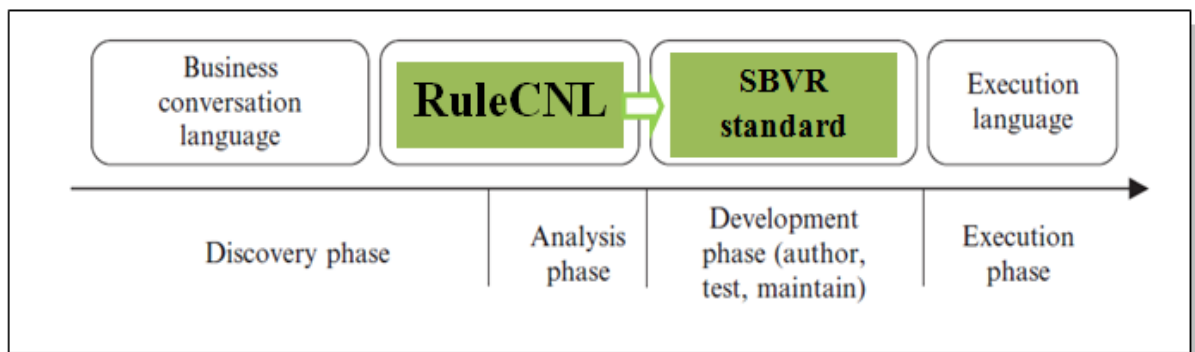 Business
conversation
language
RuleCNL
SBVR
standard
Execution
language
Discovery phase
Analysis
phase
Development
phase (author,
test, maintain)
Execution
phase